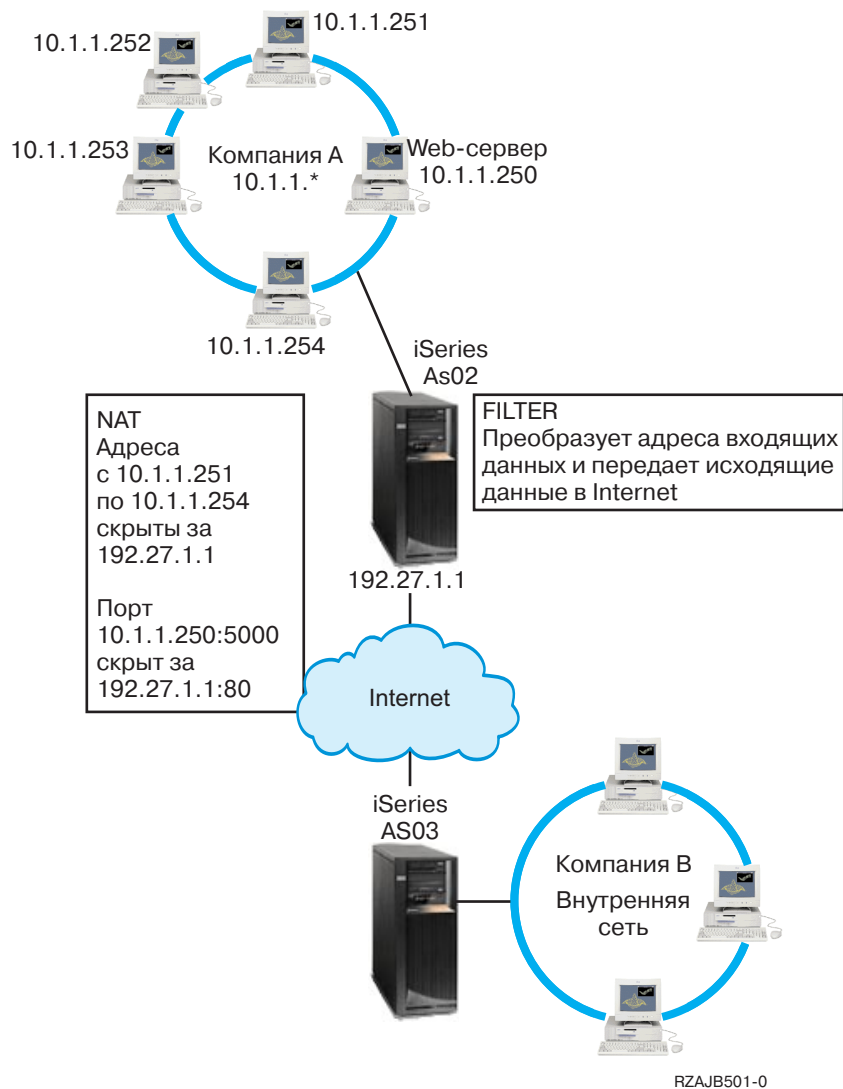 10.1.1.251
10.1.1.252
10.1.1.253
Компания A
10.1.1.*
Web-сервер
10.1.1.250
10.1.1.254
iSeries
As02
NAT
Адреса
с 10.1.1.251
по 10.1.1.254
скрыты за
192.27.1.1
Порт
10.1.1.250:5000
скрыт за
192.27.1.1:80
FILTER
Преобразует адреса входящих
данных и передает исходящие
данные в Internet
192.27.1.1
Internet
iSeries
AS03
Компания B
Внутренняя
сеть
RZAJB501-0